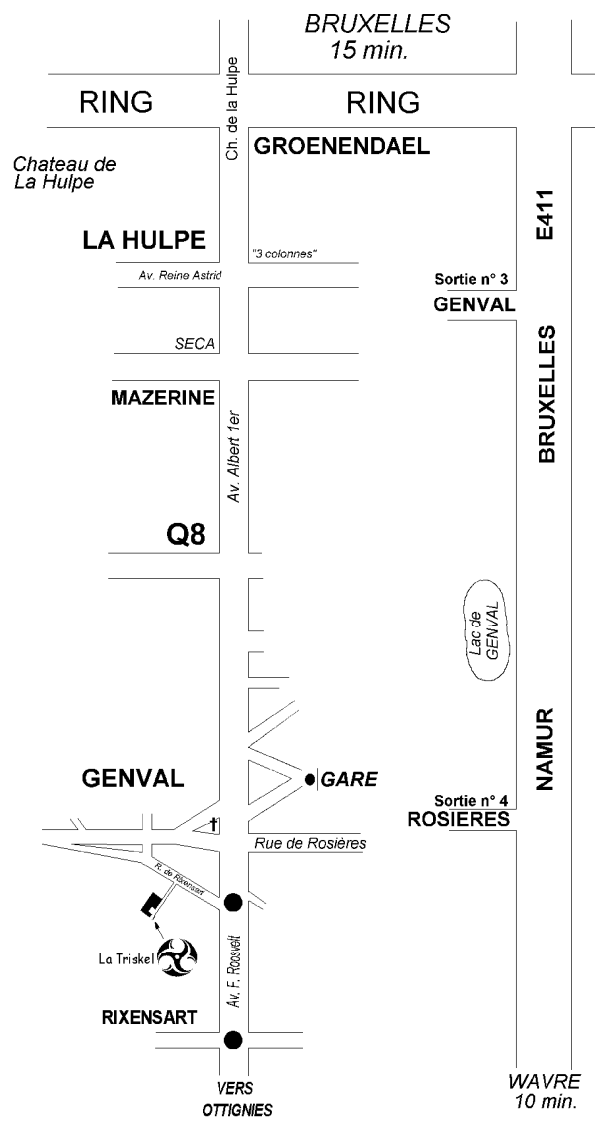 BRUXELLES
15 min.
RING
RING
Ch. de la Hulpe
GROENENDAEL
Chateau de
La Hulpe
E411
LA HULPE
"3 colonnes"
Av. Reine Astrid
Sortie n° 3
GENVAL
SECA
BRUXELLES
MAZERINE
Av. Albert 1er
Q8
Lac de
GENVAL
NAMUR
GENVAL
GARE
Sortie n° 4
ROSIERES
Rue de Rosières
R. de Rixensart
La Triskel
Av. F. Roosvelt
RIXENSART
VERS
OTTIGNIES
WAVRE
10 min.